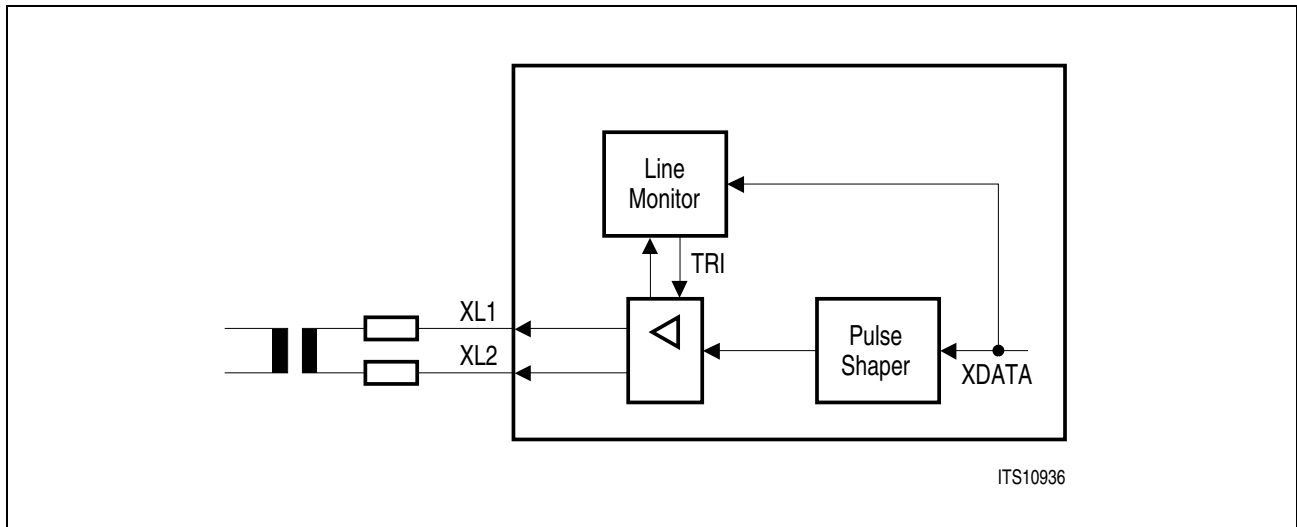 Line
Monitor
TRI
XL1
XL2
Pulse
Shaper
XDATA
ITS10936